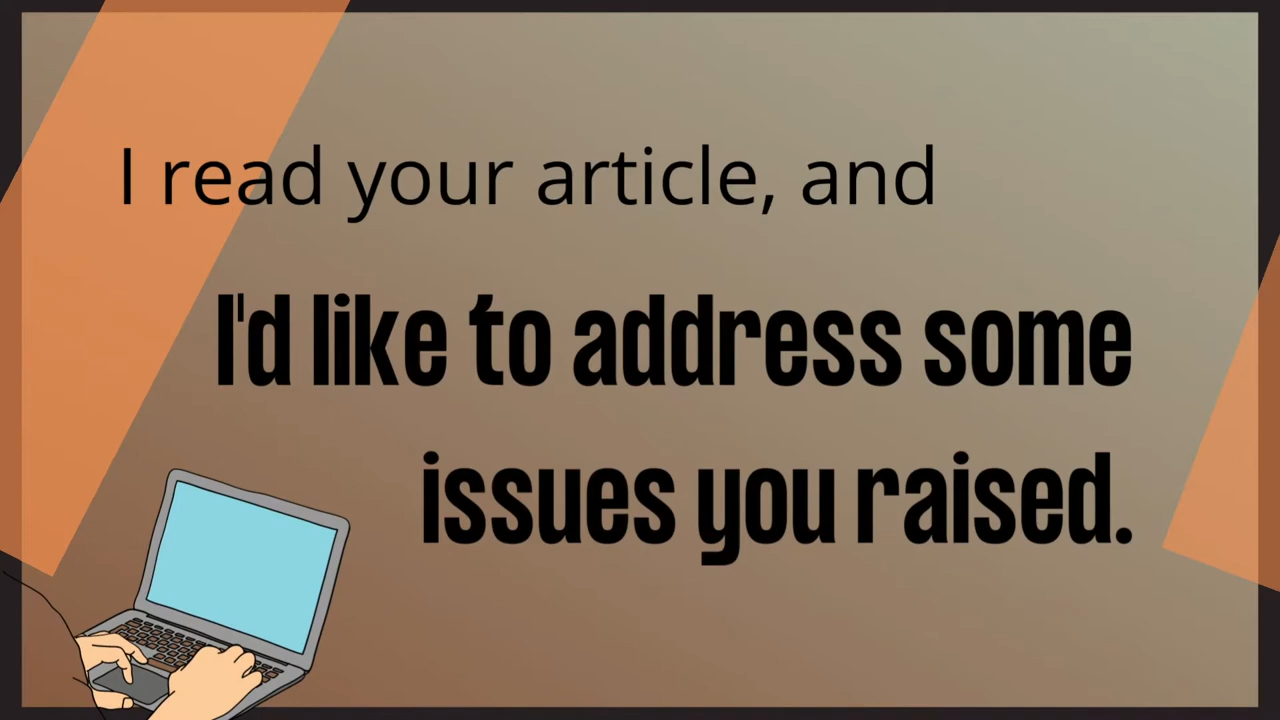 I read your article, and
I'd like to address some
issues you raised.